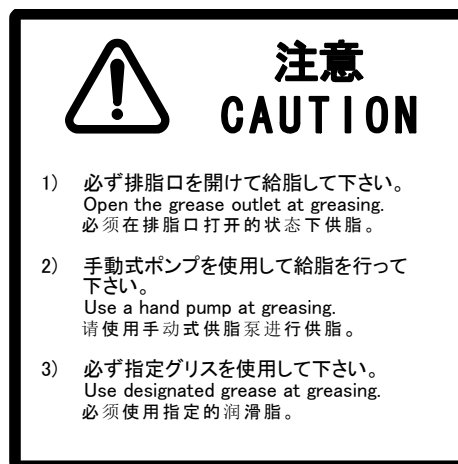 注意
CAUTION
1) 必ず排脂口を開けて給脂して下さい。
Open the grease outlet at greasing.
必须在排脂口打开的状态下供脂。
2) 手動式ポンプを使用して給脂を行って
下さい。
Use a hand pump at greasing.
请使用手动式供脂泵进行供脂。
3) 必ず指定グリスを使用して下さい。
Use designated grease at greasing.
必须使用指定的润滑脂。